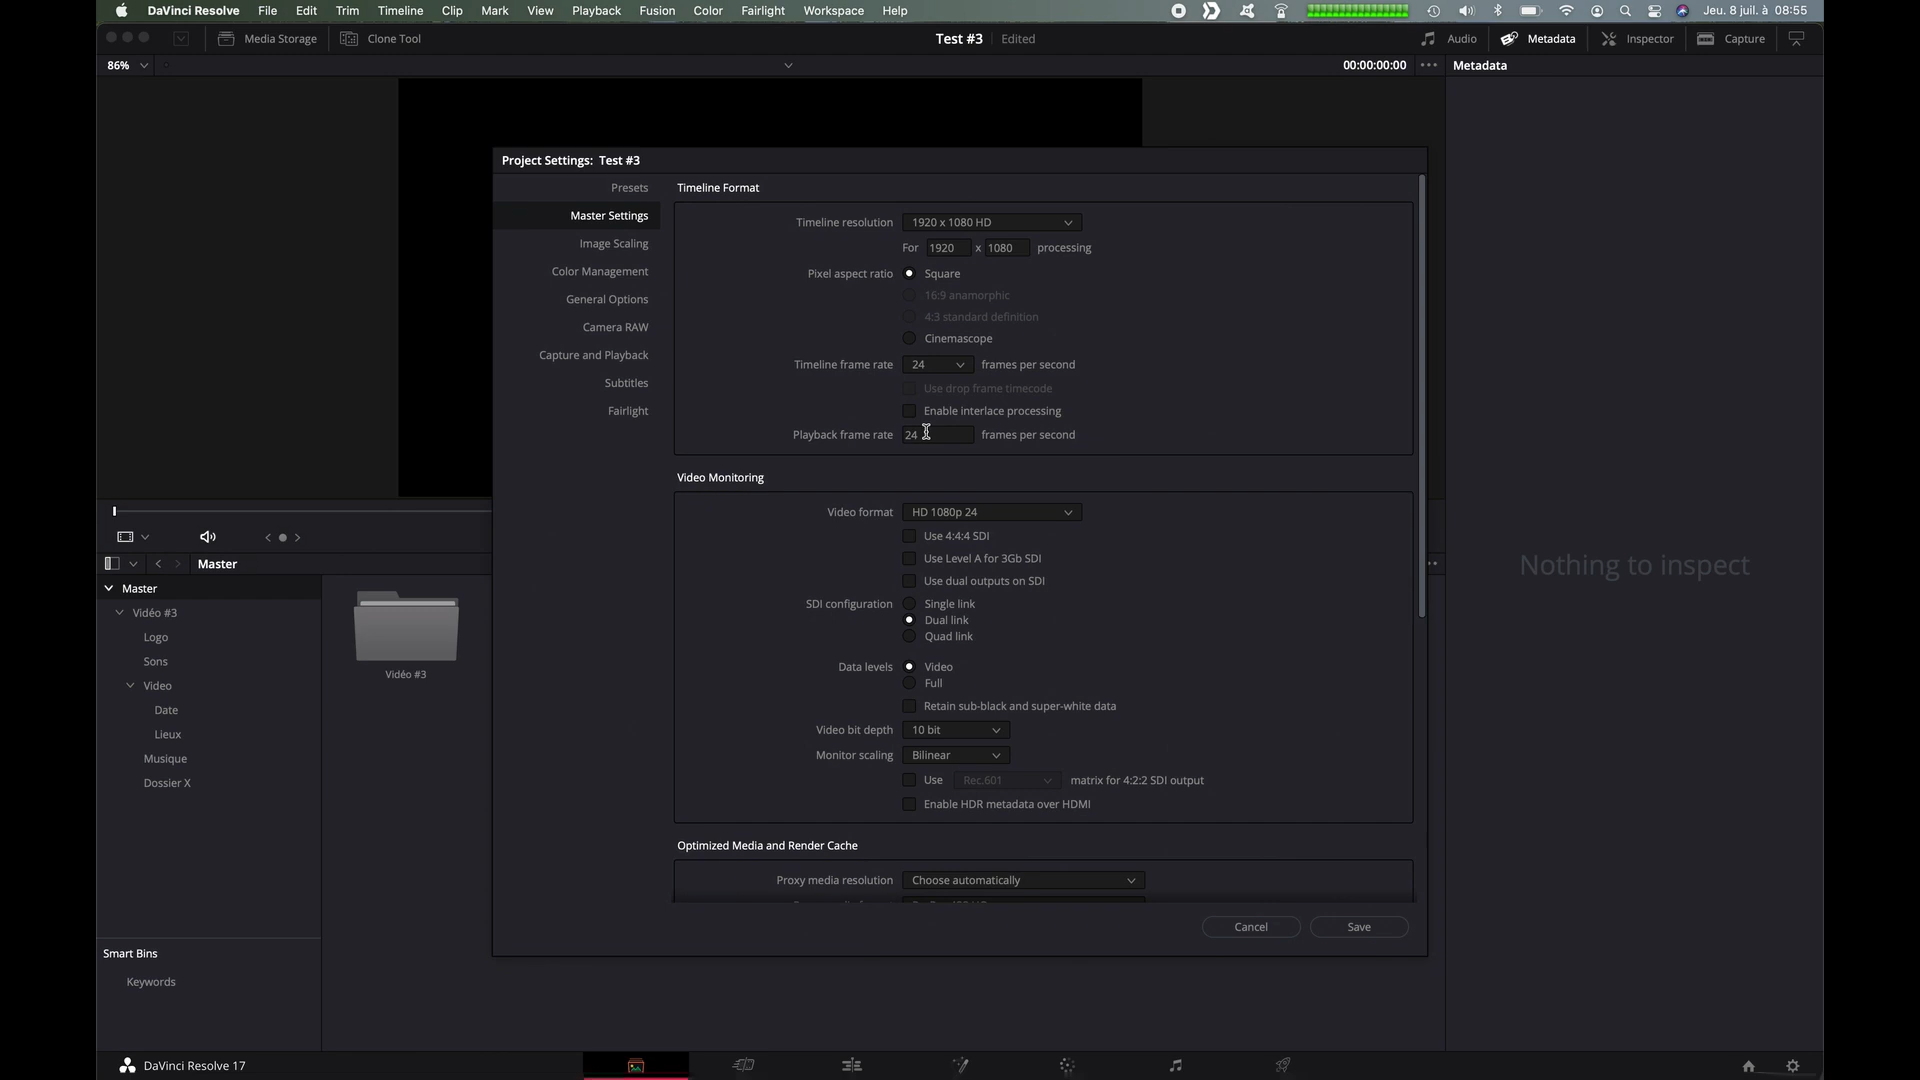 DaVinci Resolve File Edit Trim Timeline Clip Mark View Playback Fusion Color Fairlight Workspace Help Jeu. 8 juil. à 08:55
Media Storage Clone Tool Test #3 Edited Audio Metadata Inspector Capture
86% 00:00:00:00 Metadata
Project Settings: Test #3
Presets
Master Settings
Image Scaling
Color Management
General Options
Camera RAW
Capture and Playback
Subtitles
Fairlight
Timeline Format
Timeline resolution 1920 x 1080 HD
For 1920 x 1080 processing
Pixel aspect ratio Square
16:9 anamorphic
4:3 standard definition
Cinemascope
Timeline frame rate 24 frames per second
Use drop frame timecode
Enable interlace processing
Playback frame rate 24 frames per second
Video Monitoring
Video format HD 1080p 24
Use 4:4:4 SDI
Use Level A for 3Gb SDI
Use dual outputs on SDI
SDI configuration Single link
Dual link
Quad link
Data levels Video
Full
Retain sub-black and super-white data
Video bit depth 10 bit
Monitor scaling Bilinear
Use Rec.601 matrix for 4:2:2 SDI output
Enable HDR metadata over HDMI
Optimized Media and Render Cache
Proxy media resolution Choose automatically
Cancel Save
Master
Master
Vidéo #3
Logo
Sons
Video
Date
Lieux
Musique
Dossier X
Vidéo #3
Nothing to inspect
Smart Bins
Keywords
DaVinci Resolve 17